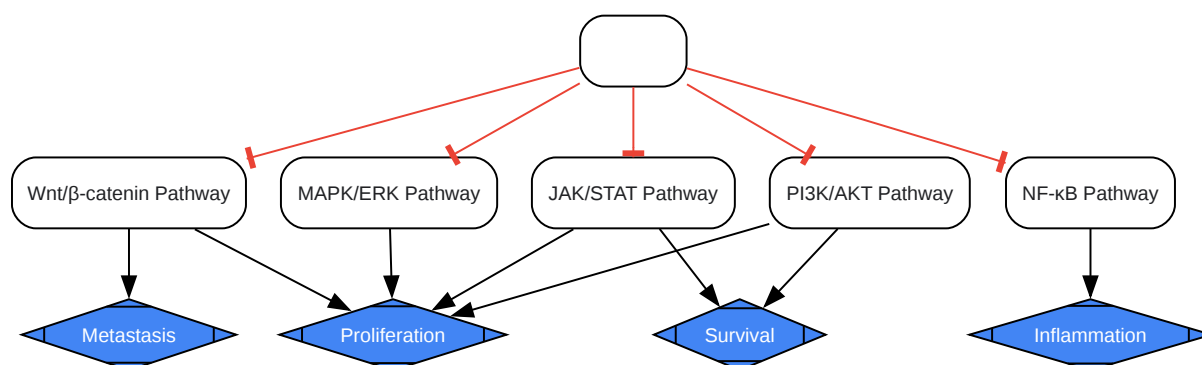 Wnt/β-catenin Pathway
MAPK/ERK Pathway
JAK/STAT Pathway
PI3K/AKT Pathway
NF-κB Pathway
Metastasis
Proliferation
Survival
Inflammation